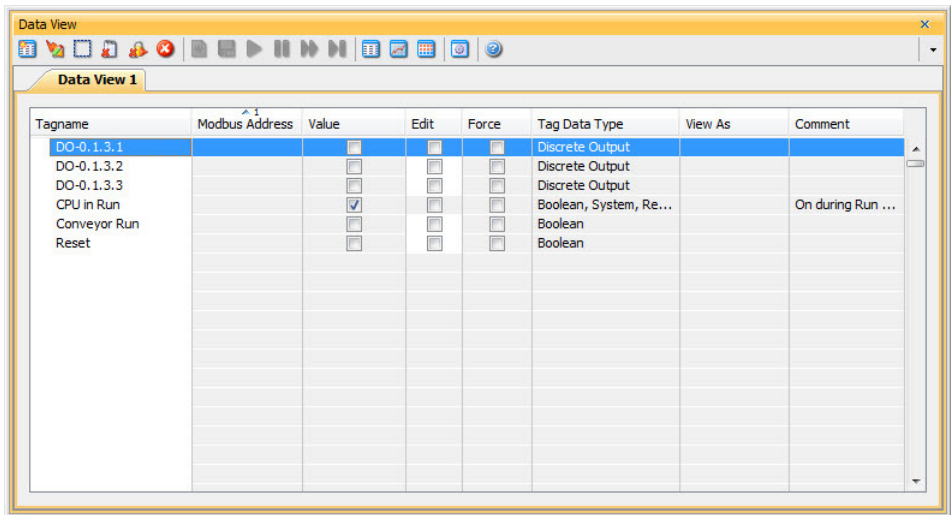 Data View
Data View 1
Tagname Modbus Address 1 Value Edit Force Tag Data Type View As Comment
DO-0.1.3.1 Discrete Output
DO-0.1.3.2 Discrete Output
DO-0.1.3.3 Discrete Output
CPU in Run Boolean, System, Re... On during Run ...
Conveyor Run Boolean
Reset Boolean